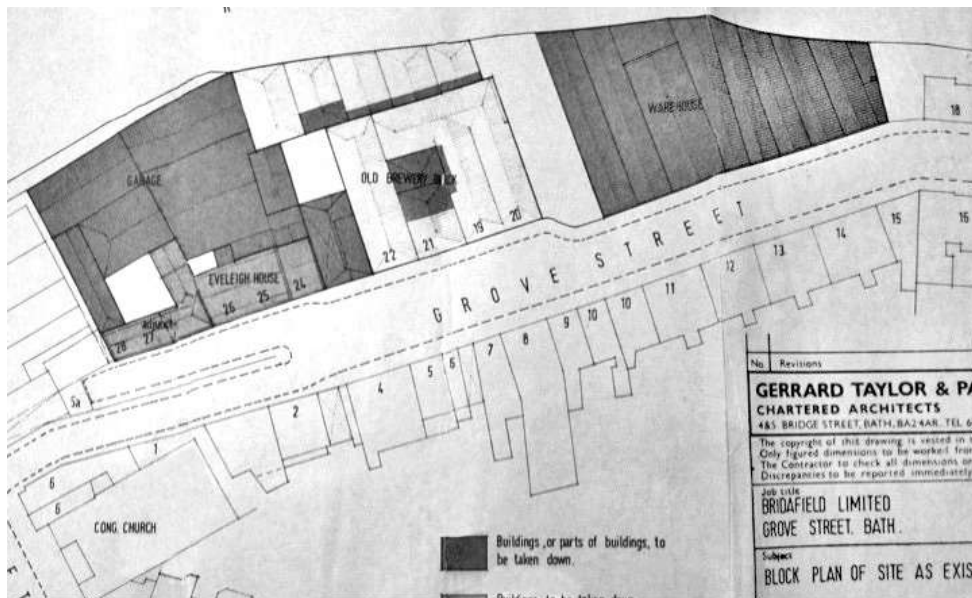 WAREHOUSE
18
GARAGE
OLD BREWERY BLOCK
22
21
19
20
EVELEIGH HOUSE
26
25
24
28
27
GROVE STREET
15
16
14
13
12
11
10
10
9
8
7
6
5
4
2
1
5a
6
6
CONG. CHURCH
Buildings, or parts of buildings, to
be taken down.
No. Revisions
GERRARD TAYLOR & PA
CHARTERED ARCHITECTS
4&5 BRIDGE STREET, BATH, BA2 4AR. TEL 6
The copyright of this drawing is vested in
Only figured dimensions to be worked from
The Contractor to check all dimensions on
Discrepancies to be reported immediately
Job title
BRIDAFIELD LIMITED
GROVE STREET, BATH.
Subject
BLOCK PLAN OF SITE AS EXIS